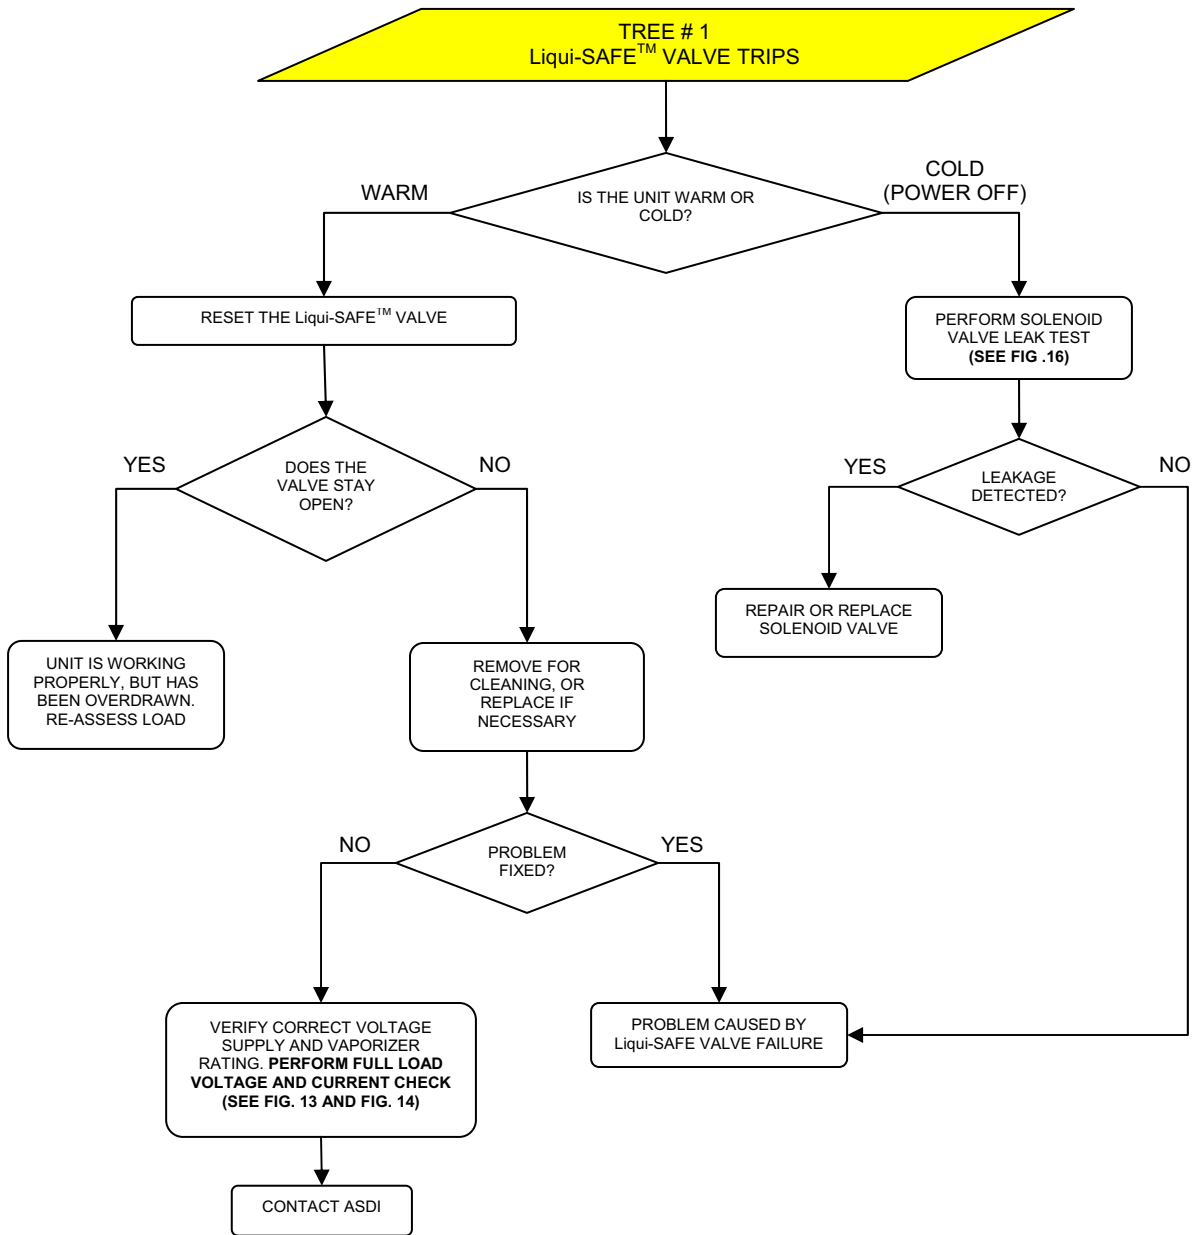 TREE # 1
Liqui-SAFE™ VALVE TRIPS
WARM
IS THE UNIT WARM OR
COLD?
COLD
(POWER OFF)
RESET THE Liqui-SAFE™ VALVE
PERFORM SOLENOID
VALVE LEAK TEST
(SEE FIG .16)
YES
DOES THE
VALVE STAY
OPEN?
NO
YES
LEAKAGE
DETECTED?
NO
REPAIR OR REPLACE
SOLENOID VALVE
UNIT IS WORKING
PROPERLY, BUT HAS
BEEN OVERDRAWN.
RE-ASSESS LOAD
REMOVE FOR
CLEANING, OR
REPLACE IF
NECESSARY
NO
PROBLEM
FIXED?
YES
VERIFY CORRECT VOLTAGE
SUPPLY AND VAPORIZER
RATING. PERFORM FULL LOAD
VOLTAGE AND CURRENT CHECK
(SEE FIG. 13 AND FIG. 14)
PROBLEM CAUSED BY
Liqui-SAFE VALVE FAILURE
CONTACT ASDI